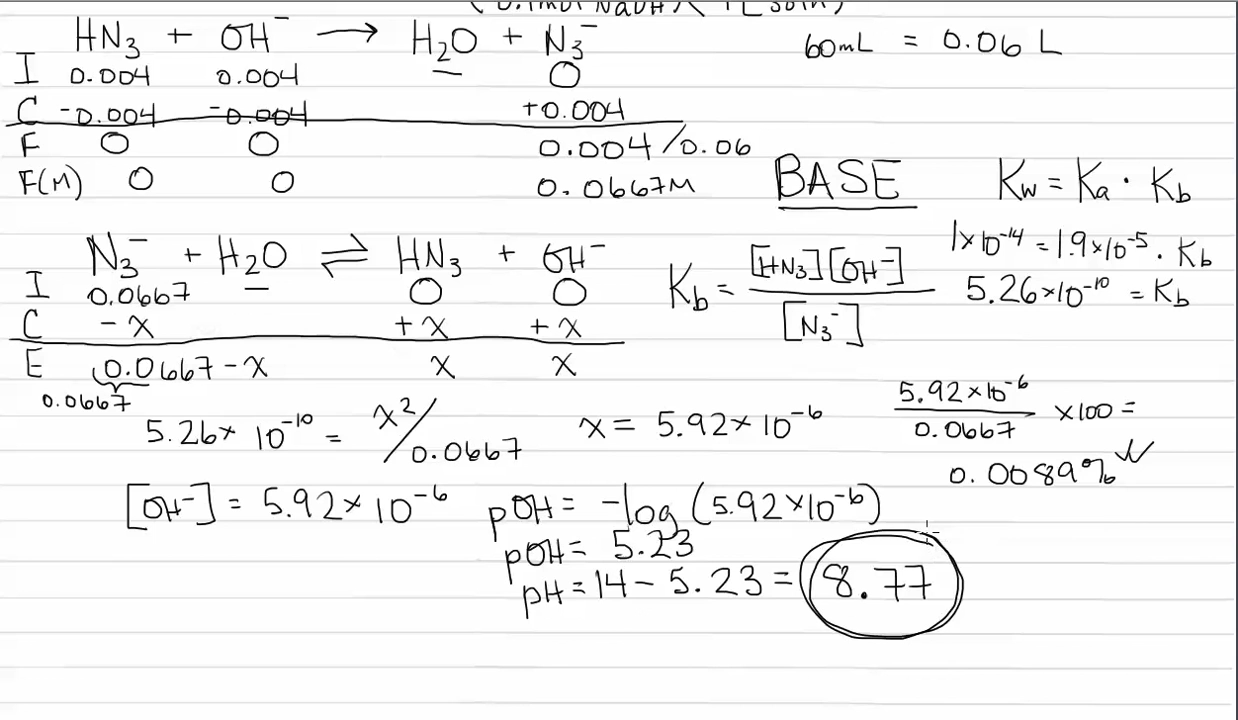 (0.1mol NaOH)(1L soln)
HN₃ + OH⁻ → H₂O + N₃⁻
60mL = 0.06 L
I 0.004 0.004 0
C -0.004 -0.004 +0.004
F 0 0 0.004/0.06
F(M) 0 0 0.0667M
BASE
Kw = Ka · Kb
1×10⁻¹⁴ = 1.9×10⁻⁵ · Kb
5.26×10⁻¹⁰ = Kb
N₃⁻ + H₂O ⇌ HN₃ + OH⁻
I 0.0667 0 0
C -x +x +x
E 0.0667-x x x
0.0667
Kb = [HN₃][OH⁻] / [N₃⁻]
5.26× 10⁻¹⁰ = x²/0.0667
x = 5.92×10⁻⁶
5.92×10⁻⁶ / 0.0667 ×100 =
0.0089% ✓
[OH⁻] = 5.92×10⁻⁶
pOH = -log(5.92×10⁻⁶)
pOH = 5.23
pH = 14 - 5.23 = 8.77